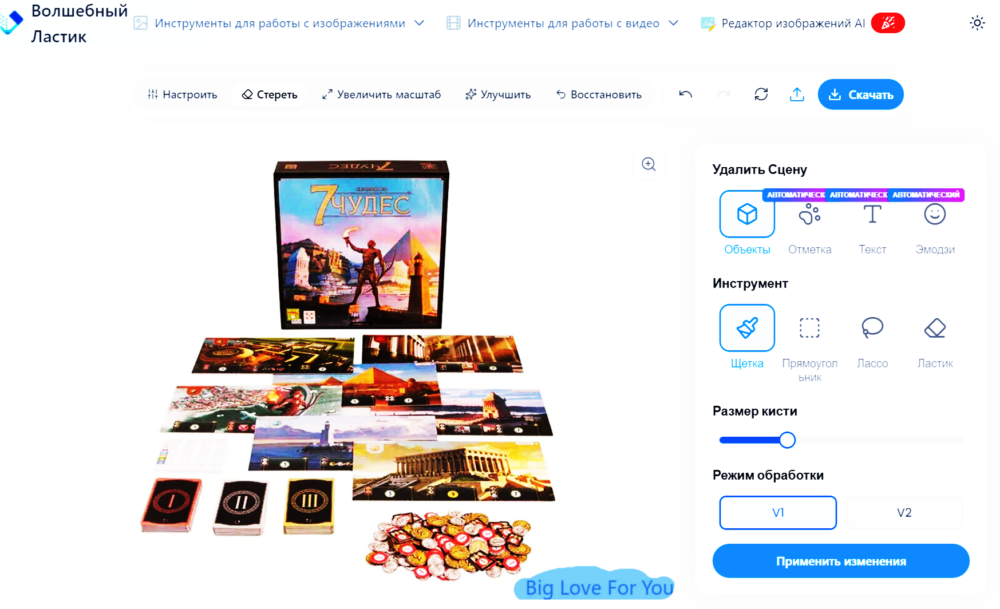 Волшебный
Ластик
Инструменты для работы с изображениями
Инструменты для работы с видео
Редактор изображений AI
Настроить
Стереть
Увеличить масштаб
Улучшить
Восстановить
Скачать
7 ЧУДЕС
7 ЧУДЕС
I
II
III
Big Love For You
Удалить Сцену
АВТОМАТИЧЕСК
АВТОМАТИЧЕСК
АВТОМАТИЧЕСКИЙ
Объекты
Отметка
Текст
Эмодзи
Инструмент
Щетка
Прямоугол
ьник
Лассо
Ластик
Размер кисти
Режим обработки
V1
V2
Применить изменения